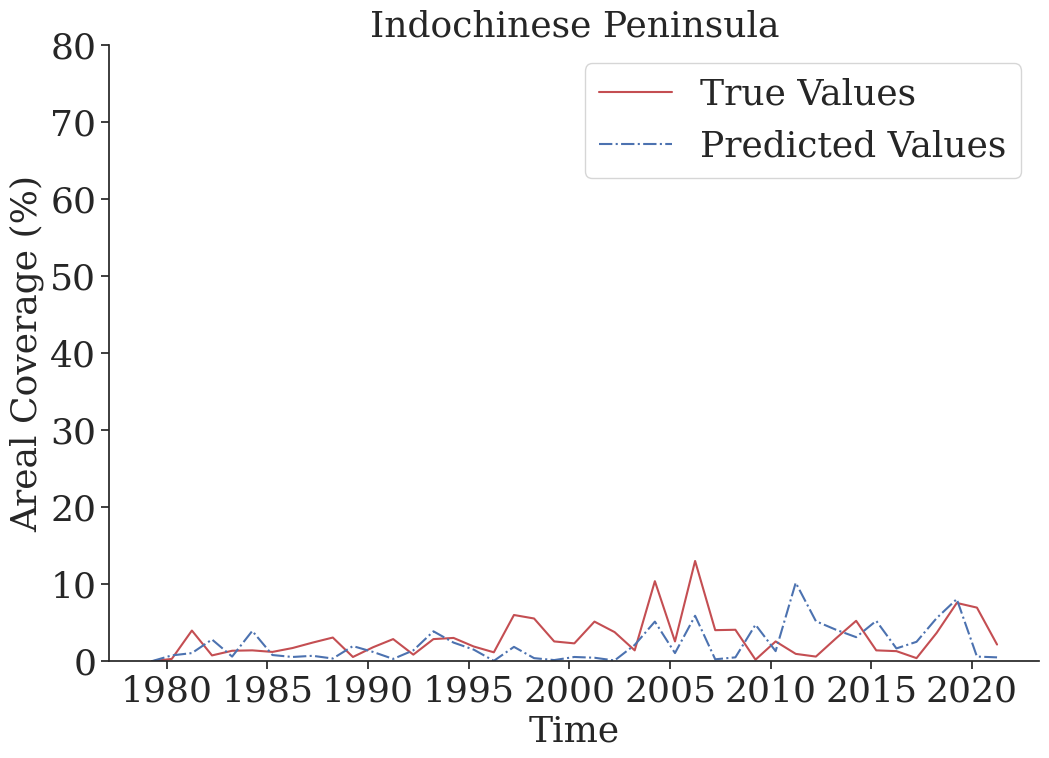 Indochinese Peninsula
True Values
Predicted Values
Areal Coverage (%)
80
70
60
50
40
30
20
10
0
1980 1985 1990 1995 2000 2005 2010 2015 2020
Time